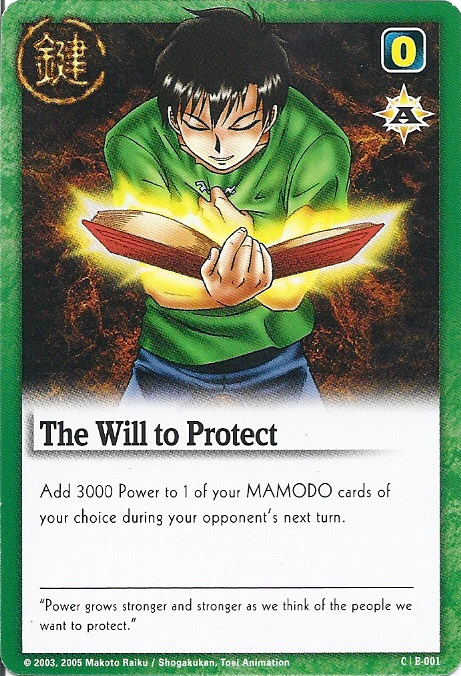 鍵
0
A
The Will to Protect
Add 3000 Power to 1 of your MAMODO cards of
your choice during your opponent's next turn.
"Power grows stronger and stronger as we think of the people we
want to protect."
© 2003, 2005 Makoto Raiku / Shogakukan, Toei Animation
C | E-001